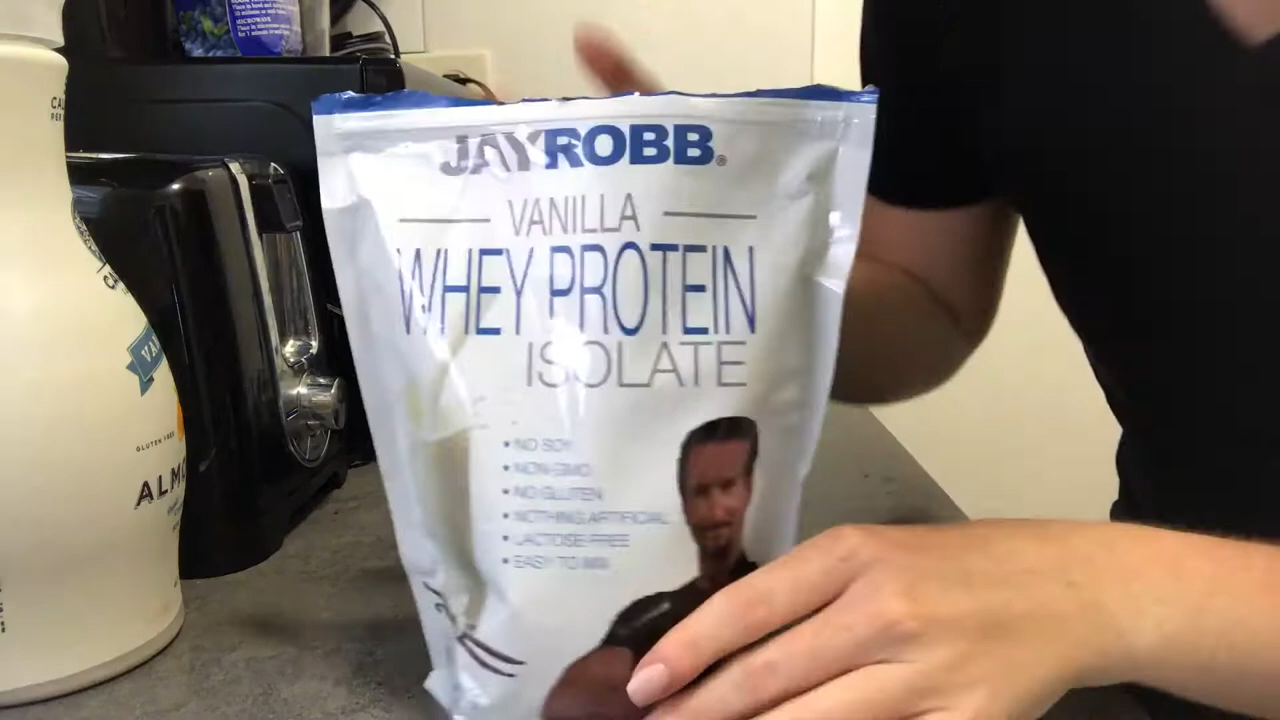 JAYROBB®
VANILLA
WHEY PROTEIN
ISOLATE
• NO SOY
• NON-GMO
• NO GLUTEN
• NOTHING ARTIFICIAL
• LACTOSE FREE
• EASY TO MIX
GLUTEN FREE